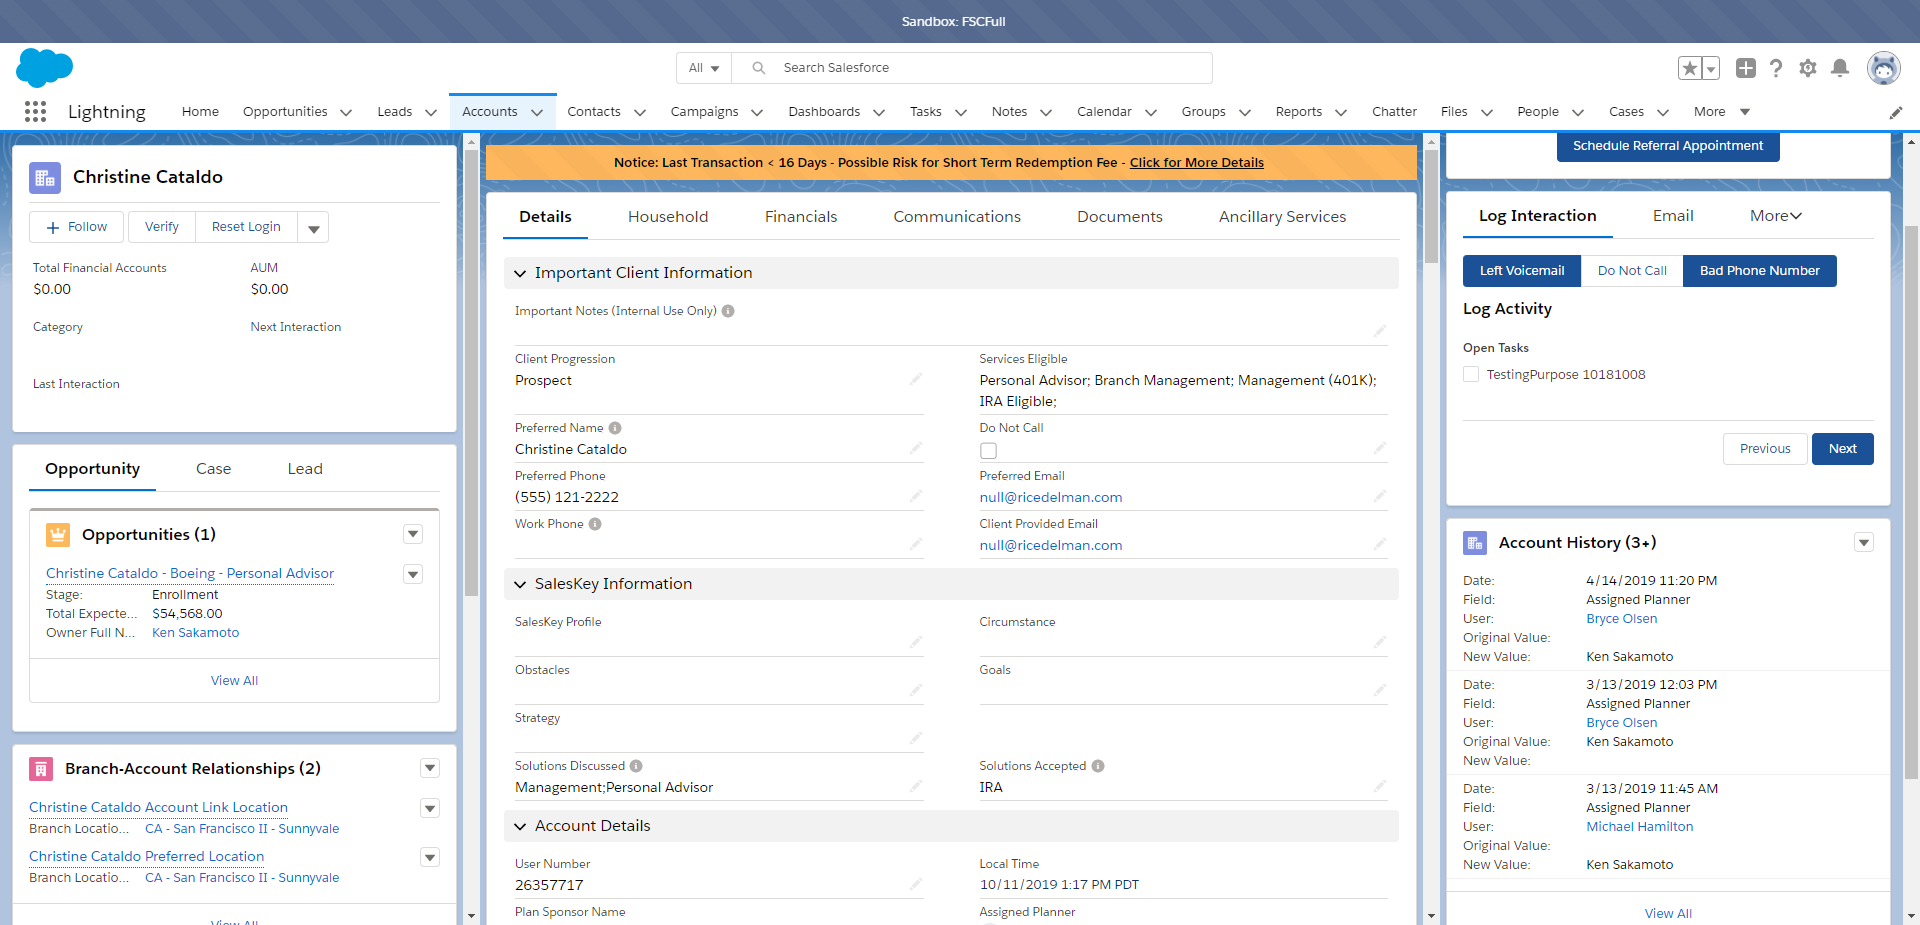 Sandbox: FSCFull
All
Search Salesforce
Lightning
Home
Opportunities
Leads
Accounts
Contacts
Campaigns
Dashboards
Tasks
Notes
Calendar
Groups
Reports
Chatter
Files
People
Cases
More
Christine Cataldo
Follow
Verify
Reset Login
Total Financial Accounts
AUM
$0.00
$0.00
Category
Next Interaction
Last Interaction
Opportunity
Case
Lead
Opportunities (1)
Christine Cataldo - Boeing - Personal Advisor
Stage: Enrollment
Total Expecte... $54,568.00
Owner Full N... Ken Sakamoto
View All
Branch-Account Relationships (2)
Christine Cataldo Account Link Location
Branch Locatio... CA - San Francisco II - Sunnyvale
Christine Cataldo Preferred Location
Branch Locatio... CA - San Francisco II - Sunnyvale
View All
Notice: Last Transaction < 16 Days - Possible Risk for Short Term Redemption Fee - Click for More Details
Details
Household
Financials
Communications
Documents
Ancillary Services
Important Client Information
Important Notes (Internal Use Only)
Client Progression
Prospect
Services Eligible
Personal Advisor; Branch Management; Management (401K);
IRA Eligible;
Preferred Name
Christine Cataldo
Do Not Call
Preferred Phone
(555) 121-2222
Preferred Email
null@ricedelman.com
Work Phone
Client Provided Email
null@ricedelman.com
SalesKey Information
SalesKey Profile
Circumstance
Obstacles
Goals
Strategy
Solutions Discussed
Management;Personal Advisor
Solutions Accepted
IRA
Account Details
User Number
26357717
Local Time
10/11/2019 1:17 PM PDT
Plan Sponsor Name
Assigned Planner
Schedule Referral Appointment
Log Interaction
Email
More
Left Voicemail
Do Not Call
Bad Phone Number
Log Activity
Open Tasks
TestingPurpose 10181008
Previous
Next
Account History (3+)
Date: 4/14/2019 11:20 PM
Field: Assigned Planner
User: Bryce Olsen
Original Value:
New Value: Ken Sakamoto
Date: 3/13/2019 12:03 PM
Field: Assigned Planner
User: Bryce Olsen
Original Value: Ken Sakamoto
New Value:
Date: 3/13/2019 11:45 AM
Field: Assigned Planner
User: Michael Hamilton
Original Value:
New Value: Ken Sakamoto
View All